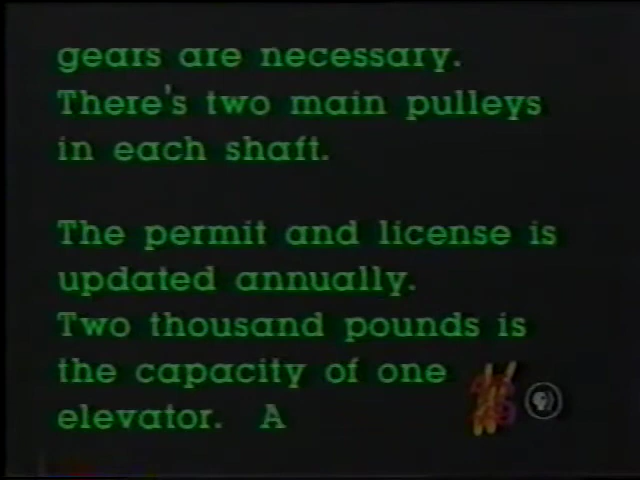 gears are necessary.
There's two main pulleys
in each shaft.
The permit and license is
updated annually.
Two thousand pounds is
the capacity of one
elevator. A